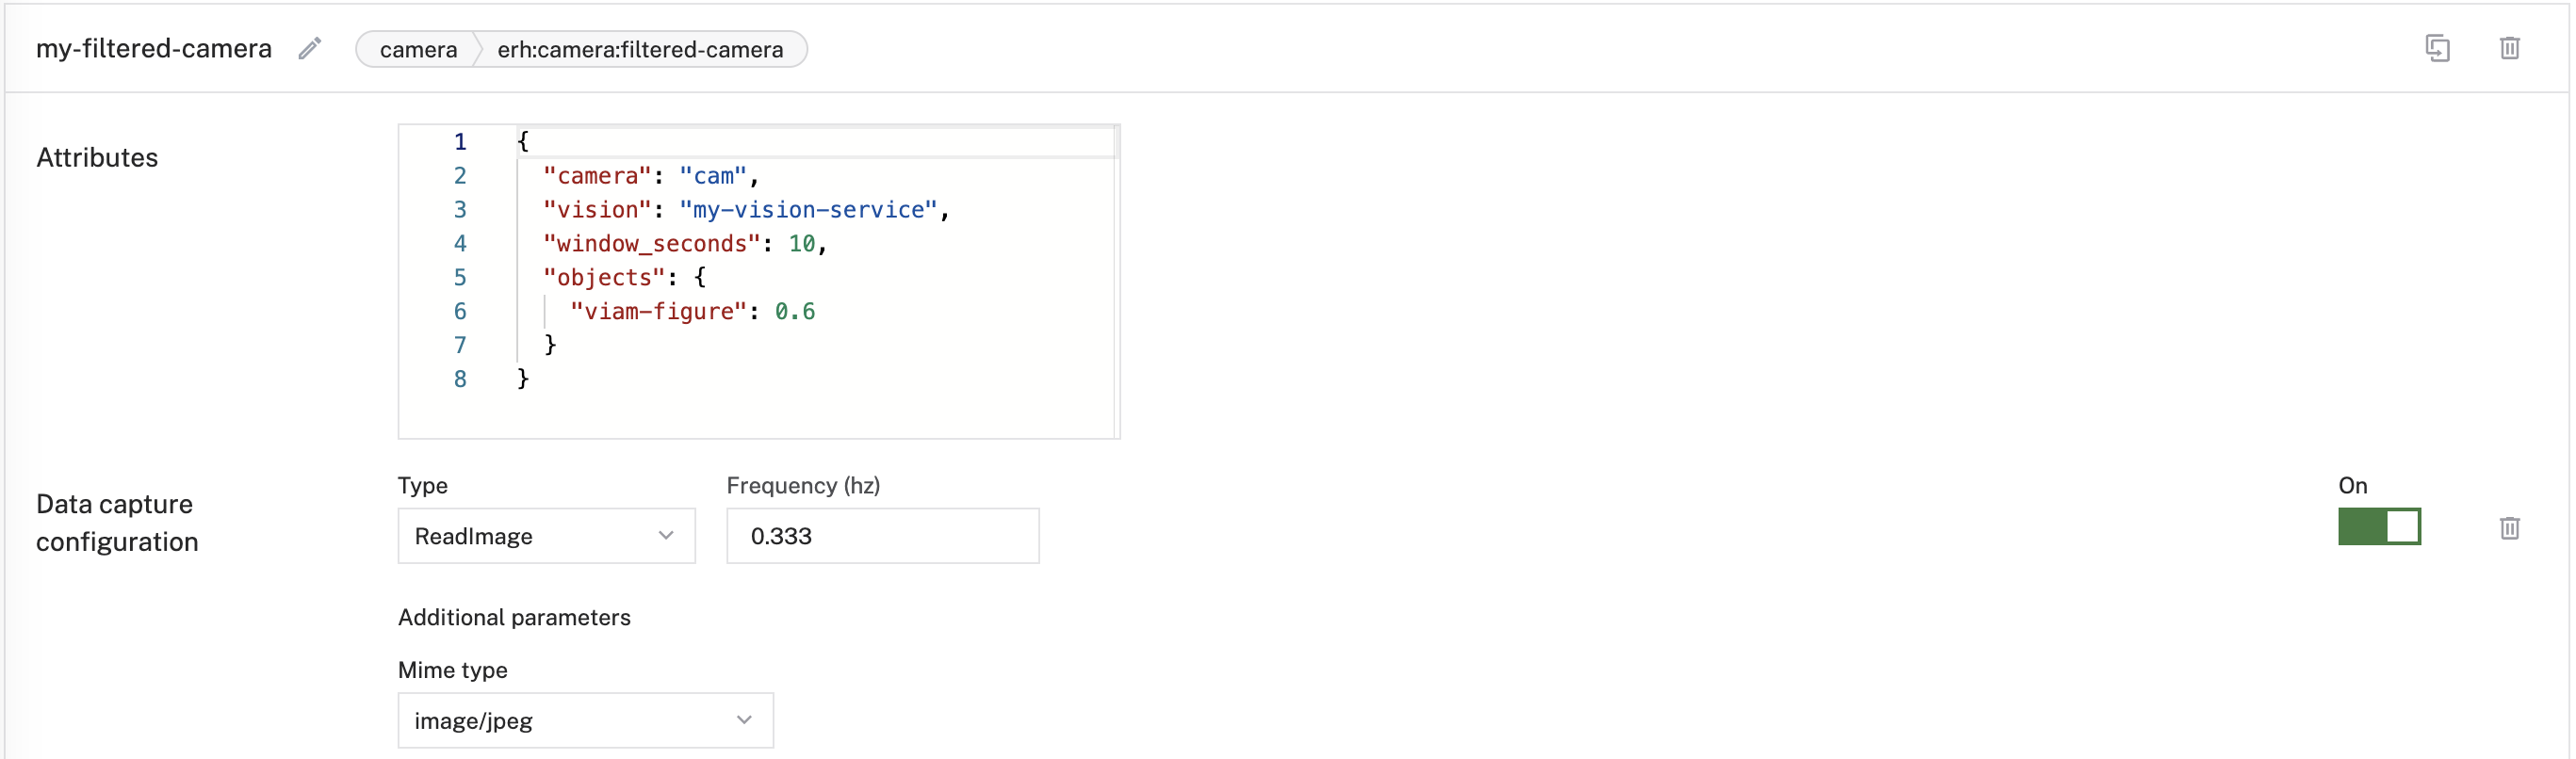 my-filtered-camera camera erh:camera:filtered-camera
Attributes
1 {
2 "camera": "cam",
3 "vision": "my-vision-service",
4 "window_seconds": 10,
5 "objects": {
6 "viam-figure": 0.6
7 }
8 }
Data capture
configuration
Type Frequency (hz) On
ReadImage 0.333
Additional parameters
Mime type
image/jpeg